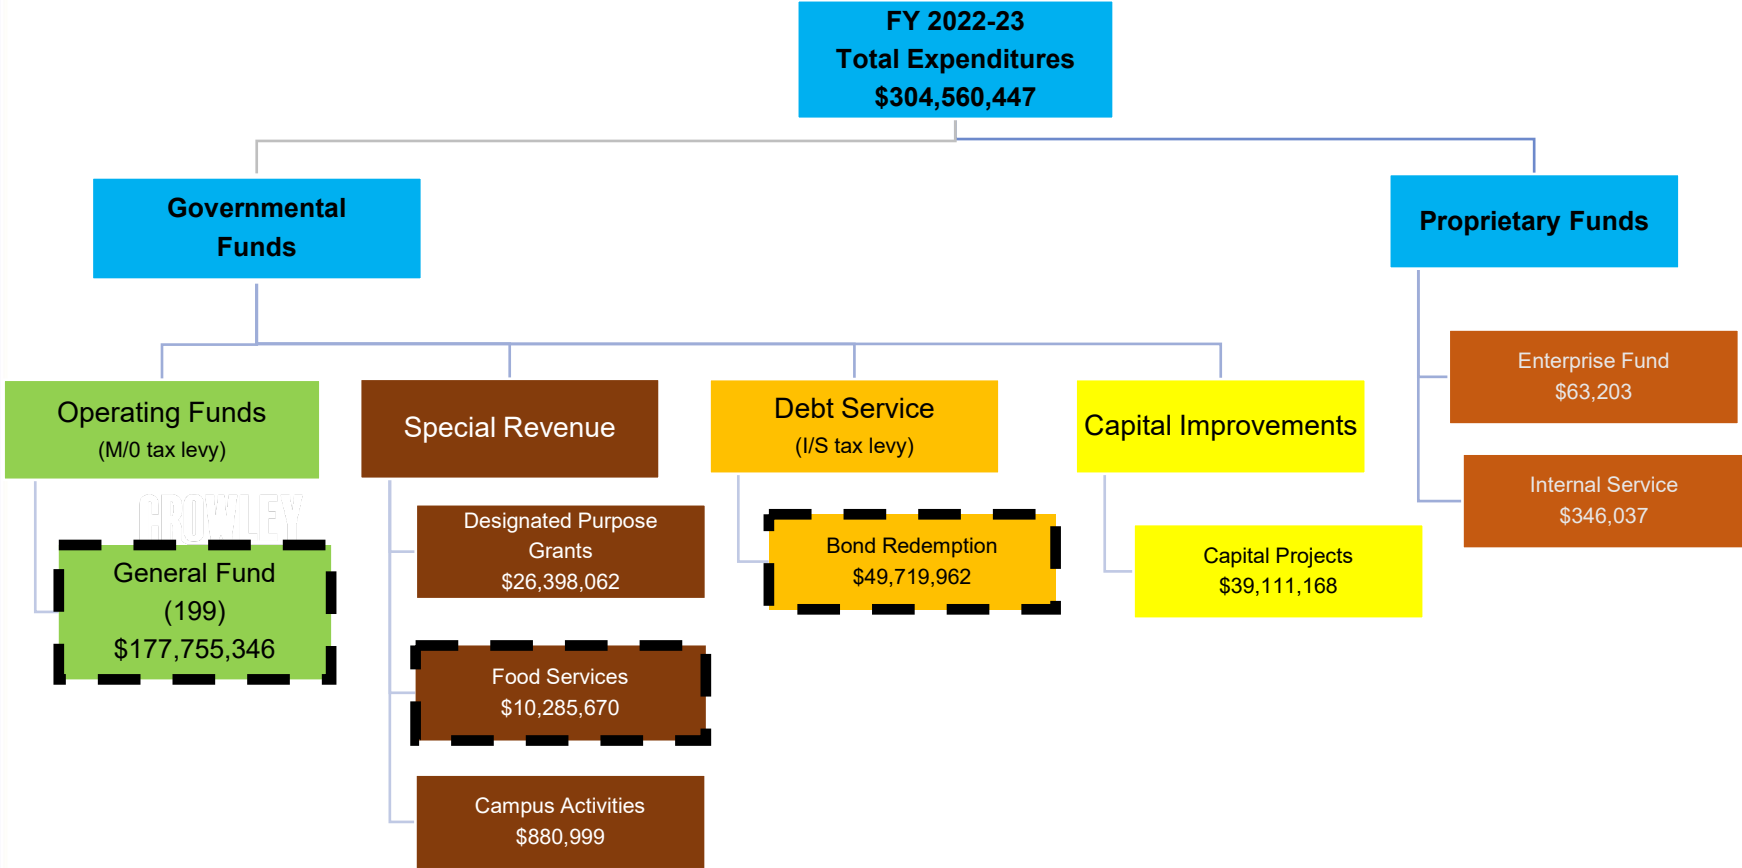 FY 2022-23
Total Expenditures
$304,560,447
Governmental
Funds
Proprietary Funds
Operating Funds
(M/0 tax levy)
Special Revenue
Debt Service
(I/S tax levy)
Capital Improvements
Enterprise Fund
$63,203
Internal Service
$346,037
CROWLEY
General Fund
(199)
$177,755,346
Designated Purpose
Grants
$26,398,062
Food Services
$10,285,670
Campus Activities
$880,999
Bond Redemption
$49,719,962
Capital Projects
$39,111,168